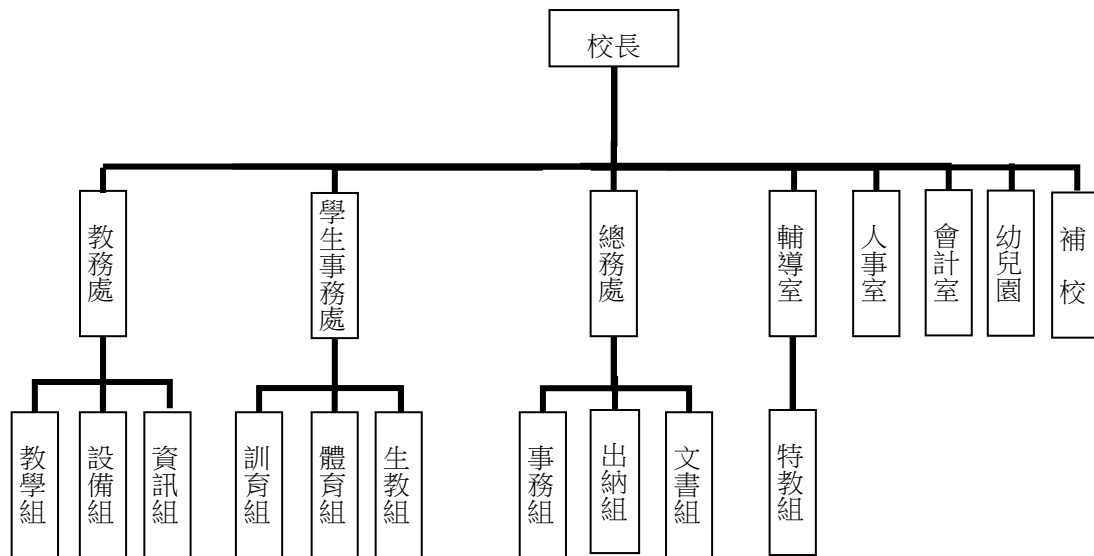 校長
教務處
學生事務處
總務處
輔導室
人事室
會計室
幼兒園
補校
教學組
設備組
資訊組
訓育組
體育組
生教組
事務組
出納組
文書組
特教組